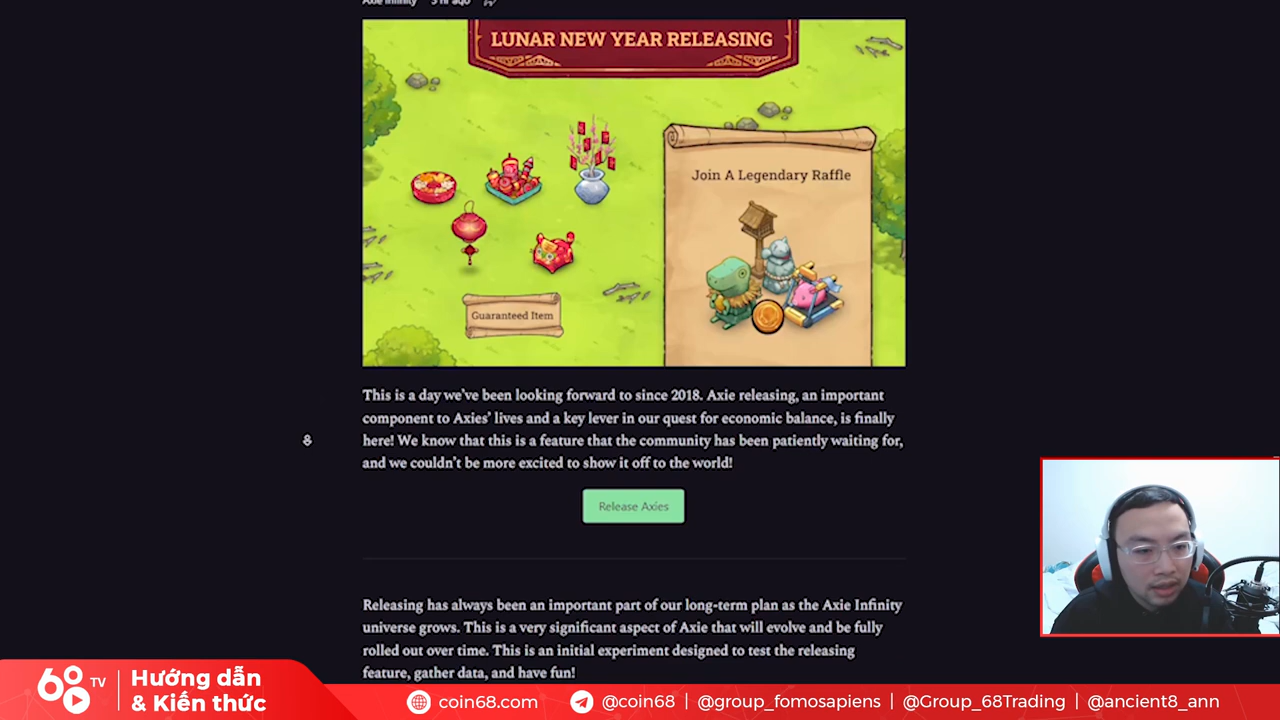 Axie Infinity 3 hr ago
LUNAR NEW YEAR RELEASING
Join A Legendary Raffle
Guaranteed Item
This is a day we've been looking forward to since 2018. Axie releasing, an important
component to Axies' lives and a key lever in our quest for economic balance, is finally
here! We know that this is a feature that the community has been patiently waiting for,
and we couldn't be more excited to show it off to the world!
Release Axies
Releasing has always been an important part of our long-term plan as the Axie Infinity
universe grows. This is a very significant aspect of Axie that will evolve and be fully
rolled out over time. This is an initial experiment designed to test the releasing
feature, gather data, and have fun!
68 TV
Hướng dẫn
& Kiến thức
coin68.com
@coin68 | @group_fomosapiens | @Group_68Trading | @ancient8_ann